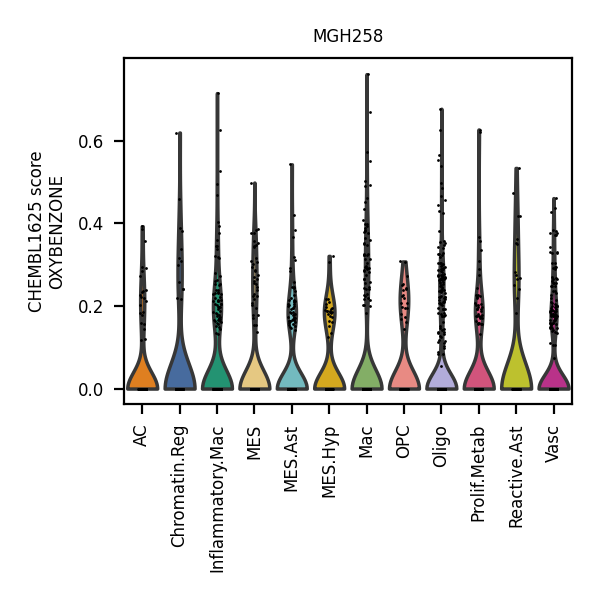 MGH258
CHEMBL1625 score
OXYBENZONE
0.6
0.4
0.2
0.0
AC
Chromatin.Reg
Inflammatory.Mac
MES
MES.Ast
MES.Hyp
Mac
OPC
Oligo
Prolif.Metab
Reactive.Ast
Vasc